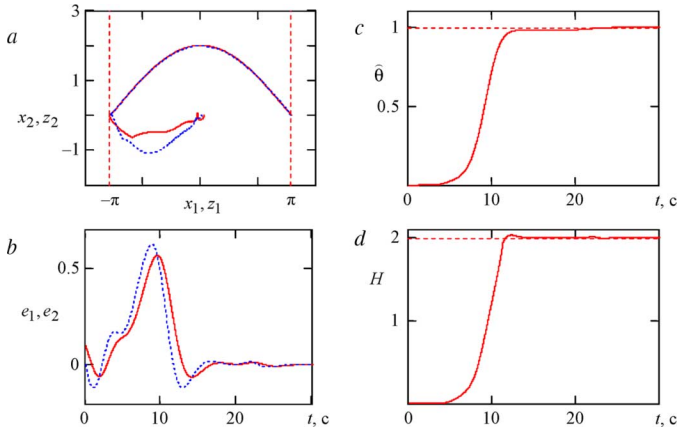 a
3
1
x₂, z₂
−1
−π
x₁, z₁
π
b
0.5
e₁, e₂
0
0
10
20
t, c
c
1
θ̂
0.5
0
10
20
t, c
d
2
H
1
0
10
20
t, c